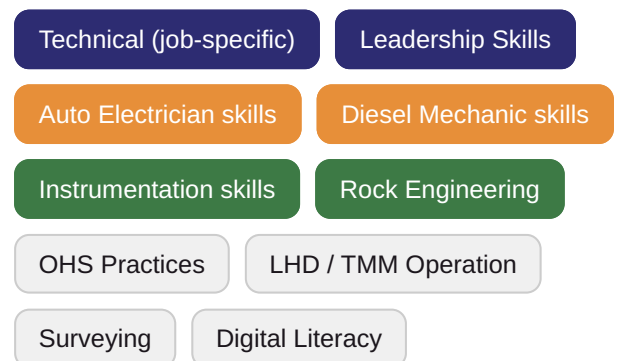 Technical (job-specific) Leadership Skills
Auto Electrician skills Diesel Mechanic skills
Instrumentation skills Rock Engineering
OHS Practices LHD / TMM Operation
Surveying Digital Literacy